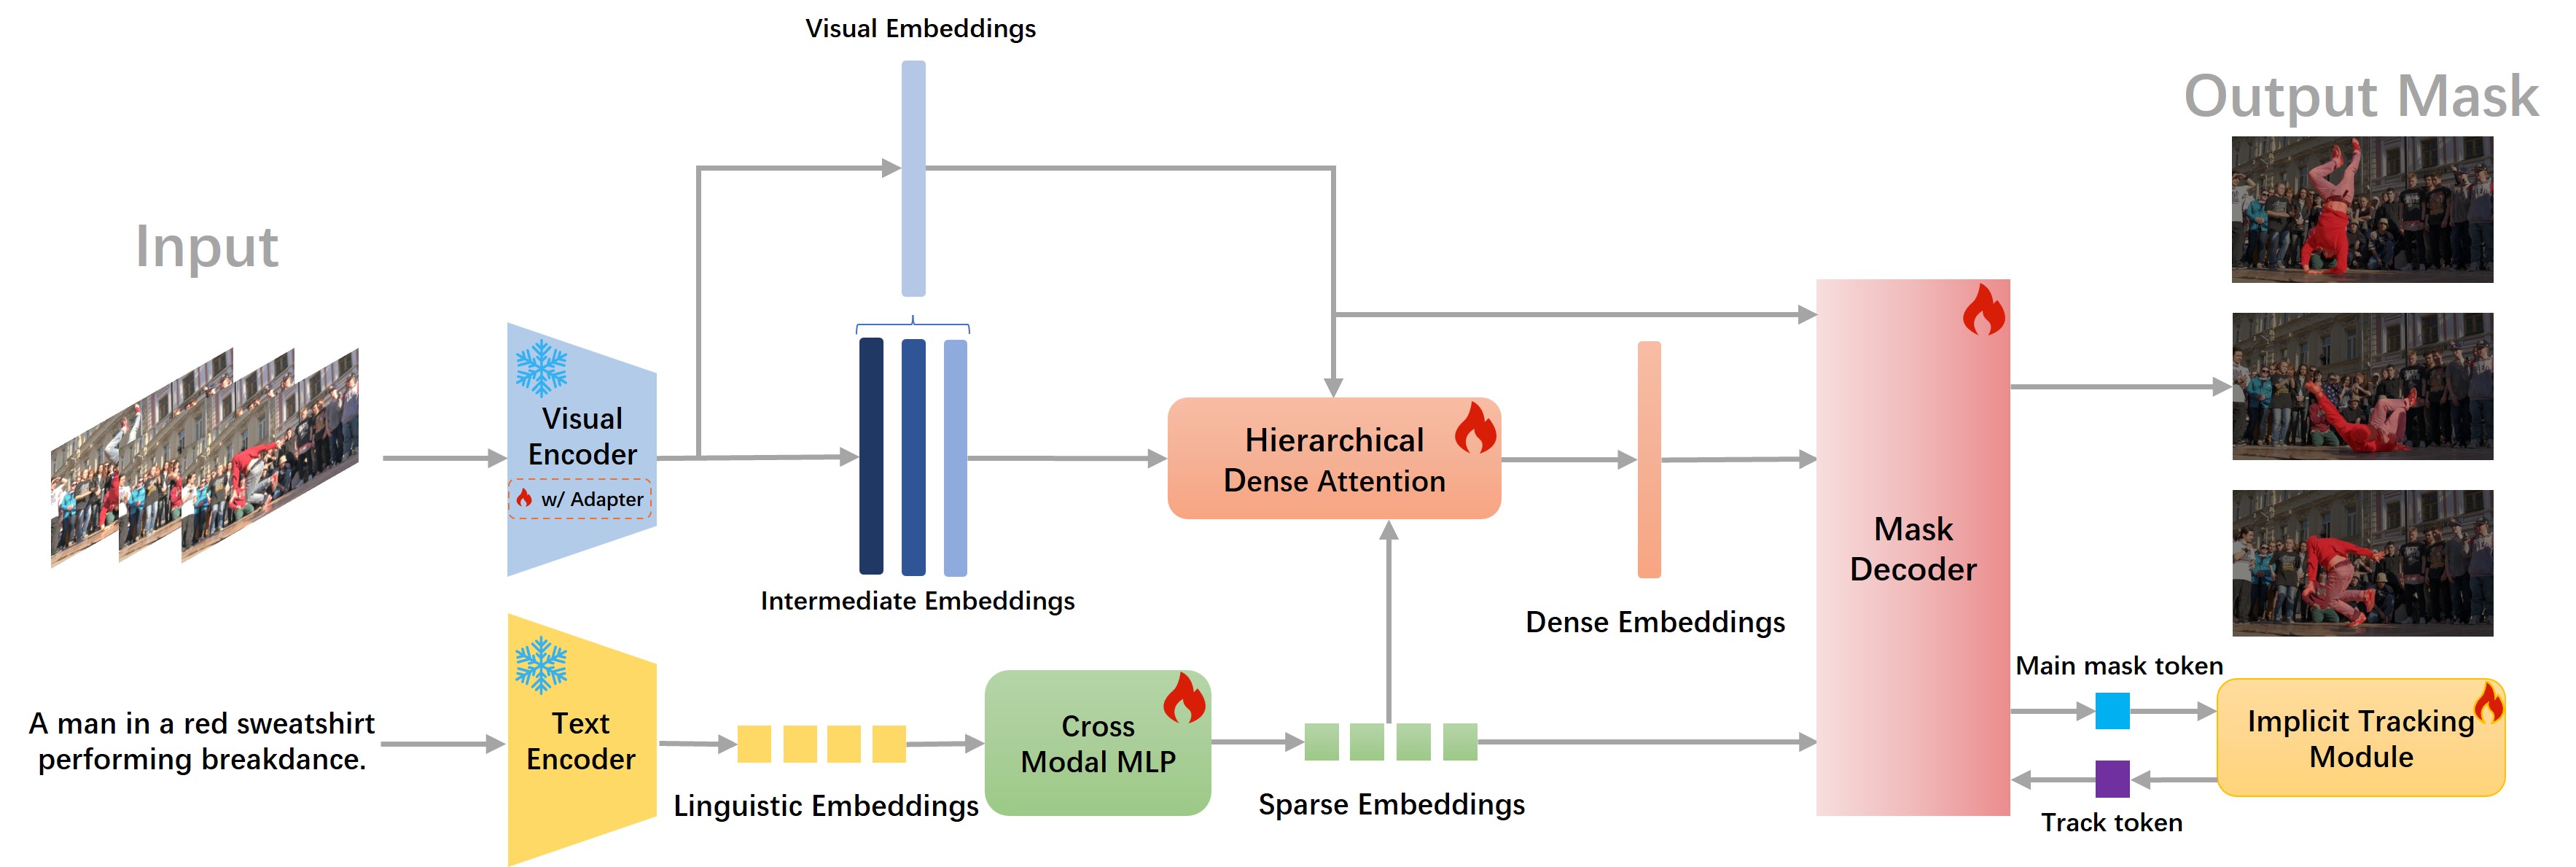 Visual Embeddings
Output Mask
Input
Visual
Encoder
w/ Adapter
Hierarchical
Dense Attention
Intermediate Embeddings
Dense Embeddings
Mask
Decoder
A man in a red sweatshirt
performing breakdance.
Text
Encoder
Linguistic Embeddings
Cross
Modal MLP
Sparse Embeddings
Main mask token
Implicit Tracking
Module
Track token